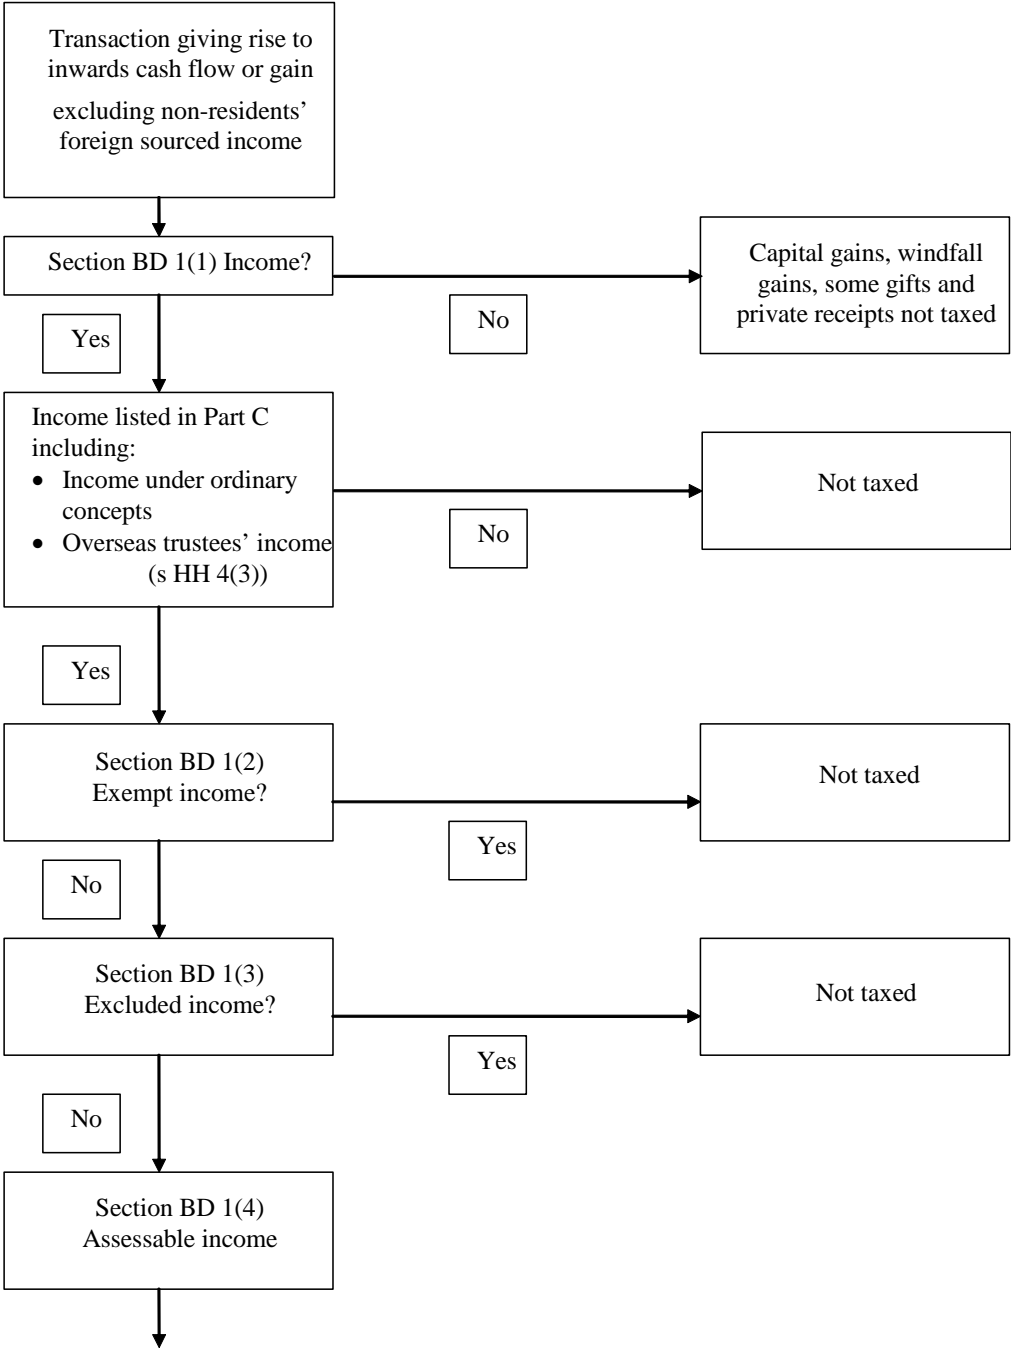 Transaction giving rise to
inwards cash flow or gain
excluding non-residents’
foreign sourced income
Section BD 1(1) Income?
Capital gains, windfall
gains, some gifts and
private receipts not taxed
No
Yes
Income listed in Part C
including:
• Income under ordinary
concepts
• Overseas trustees’ income
(s HH 4(3))
Not taxed
No
Yes
Section BD 1(2)
Exempt income?
Not taxed
Yes
No
Section BD 1(3)
Excluded income?
Not taxed
Yes
No
Section BD 1(4)
Assessable income